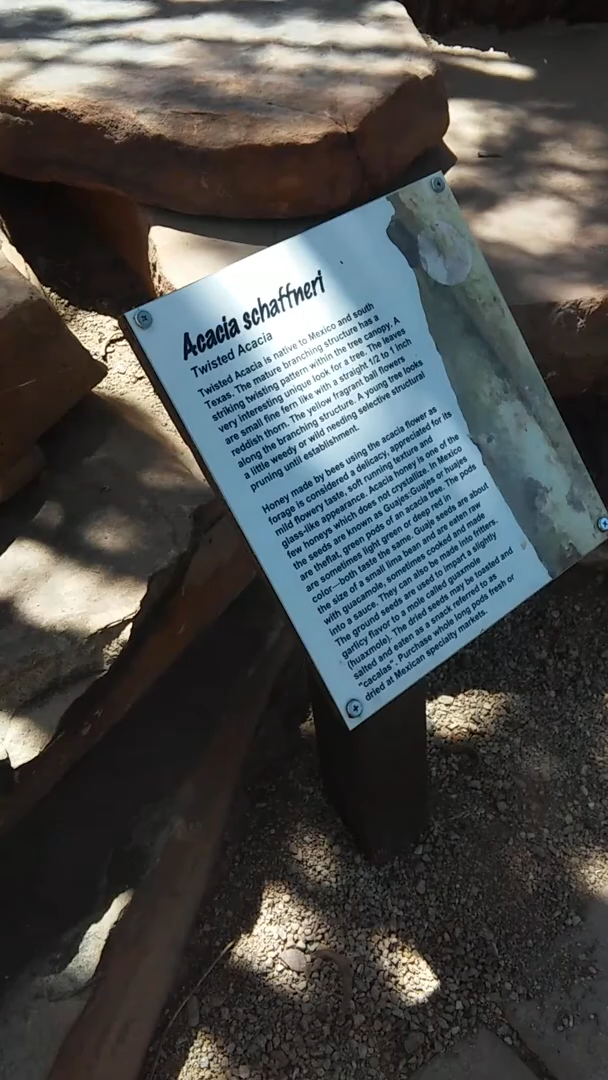 Acacia schaffneri
Twisted Acacia
Twisted Acacia is native to Mexico and south
Texas. The mature branching structure has a
striking twisting pattern within the tree canopy. A
very interesting unique look for a tree. The leaves
are small fine fern like with a straight 1/2 to 1 inch
reddish thorn. The yellow fragrant ball flowers
along the branching structure. A young tree looks
a little weedy or wild needing selective structural
pruning until establishment.
Honey made by bees using the acacia flower as
forage is considered a delicacy, appreciated for its
mild flowery taste, soft running texture and
glass-like appearance. Acacia honey is one of the
few honeys which does not crystallize. In Mexico
the seeds are known as Guajes:Guajes or huajes
are theflat, green pods of an acacia tree. The pods
are sometimes light green or deep red in
color---both taste the same. Guaje seeds are about
the size of a small lima bean and are eaten raw
with guacamole, sometimes cooked and made
into a sauce. They can also be made into fritters.
The ground seeds are used to impart a slightly
garlicy flavor to a mole called guaxmole
(huaxmole). The dried seeds may be toasted and
salted and eaten as a snack referred to as
"cacalas". Purchase whole long pods fresh or
dried at Mexican specialty markets.